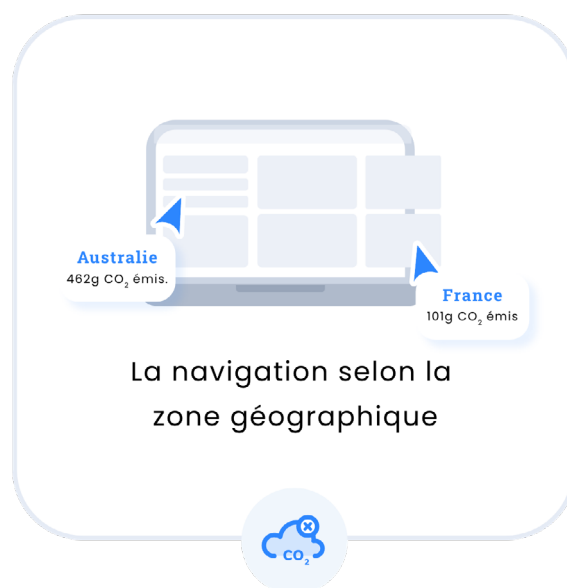 Australie
462g CO₂ émis.
France
101g CO₂ émis
La navigation selon la
zone géographique
CO₂